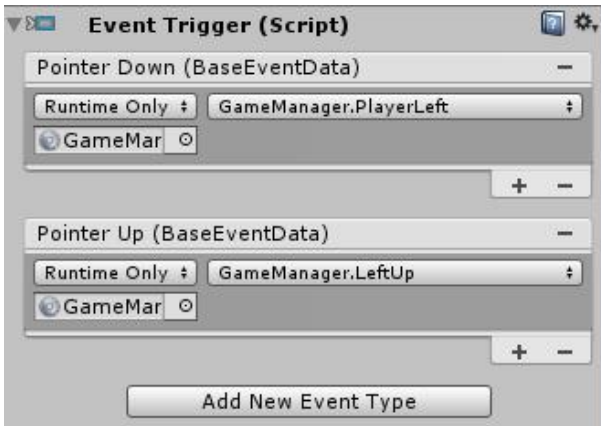 Event Trigger (Script)
Pointer Down (BaseEventData)
Runtime Only GameManager.PlayerLeft
GameMar
Pointer Up (BaseEventData)
Runtime Only GameManager.LeftUp
GameMar
Add New Event Type